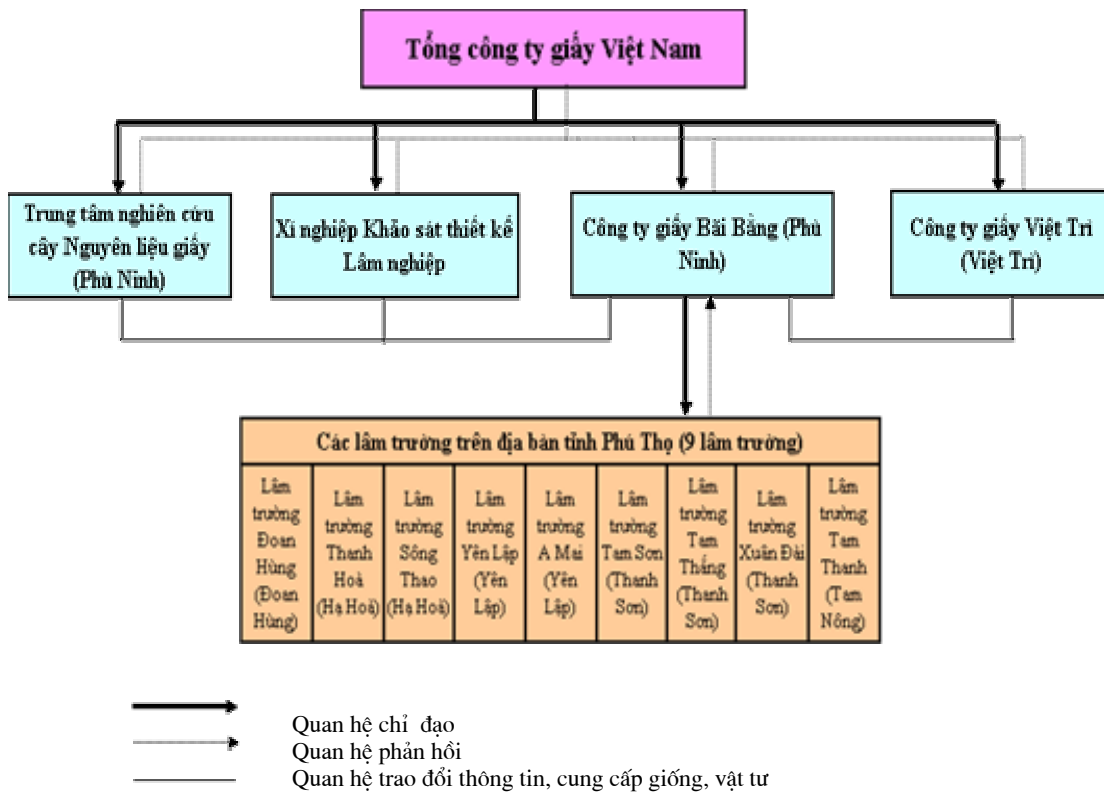 Tổng công ty giấy Việt Nam
Trung tâm nghiên cứu
cây Nguyên liệu giấy
(Phù Ninh)
Xí nghiệp Khảo sát thiết kế
Lâm nghiệp
Công ty giấy Bãi Bằng (Phù
Ninh)
Công ty giấy Việt Trì
(Việt Trì)
Các lâm trường trên địa bàn tỉnh Phú Thọ (9 lâm trường)
Lâm
trường
Đoan
Hùng
(Đoan
Hùng)
Lâm
trường
Thanh
Hoà
(Hạ Hoà)
Lâm
trường
Sông
Thao
(Hạ Hoà)
Lâm
trường
Yên Lập
(Yên
Lập)
Lâm
trường
A Mai
(Yên
Lập)
Lâm
trường
Tam Sơn
(Thanh
Sơn)
Lâm
trường
Tam
Thắng
(Thanh
Sơn)
Lâm
trường
Xuân Đài
(Thanh
Sơn)
Lâm
trường
Tam
Thanh
(Tam
Nông)
Quan hệ chỉ đạo
Quan hệ phản hồi
Quan hệ trao đổi thông tin, cung cấp giống, vật tư